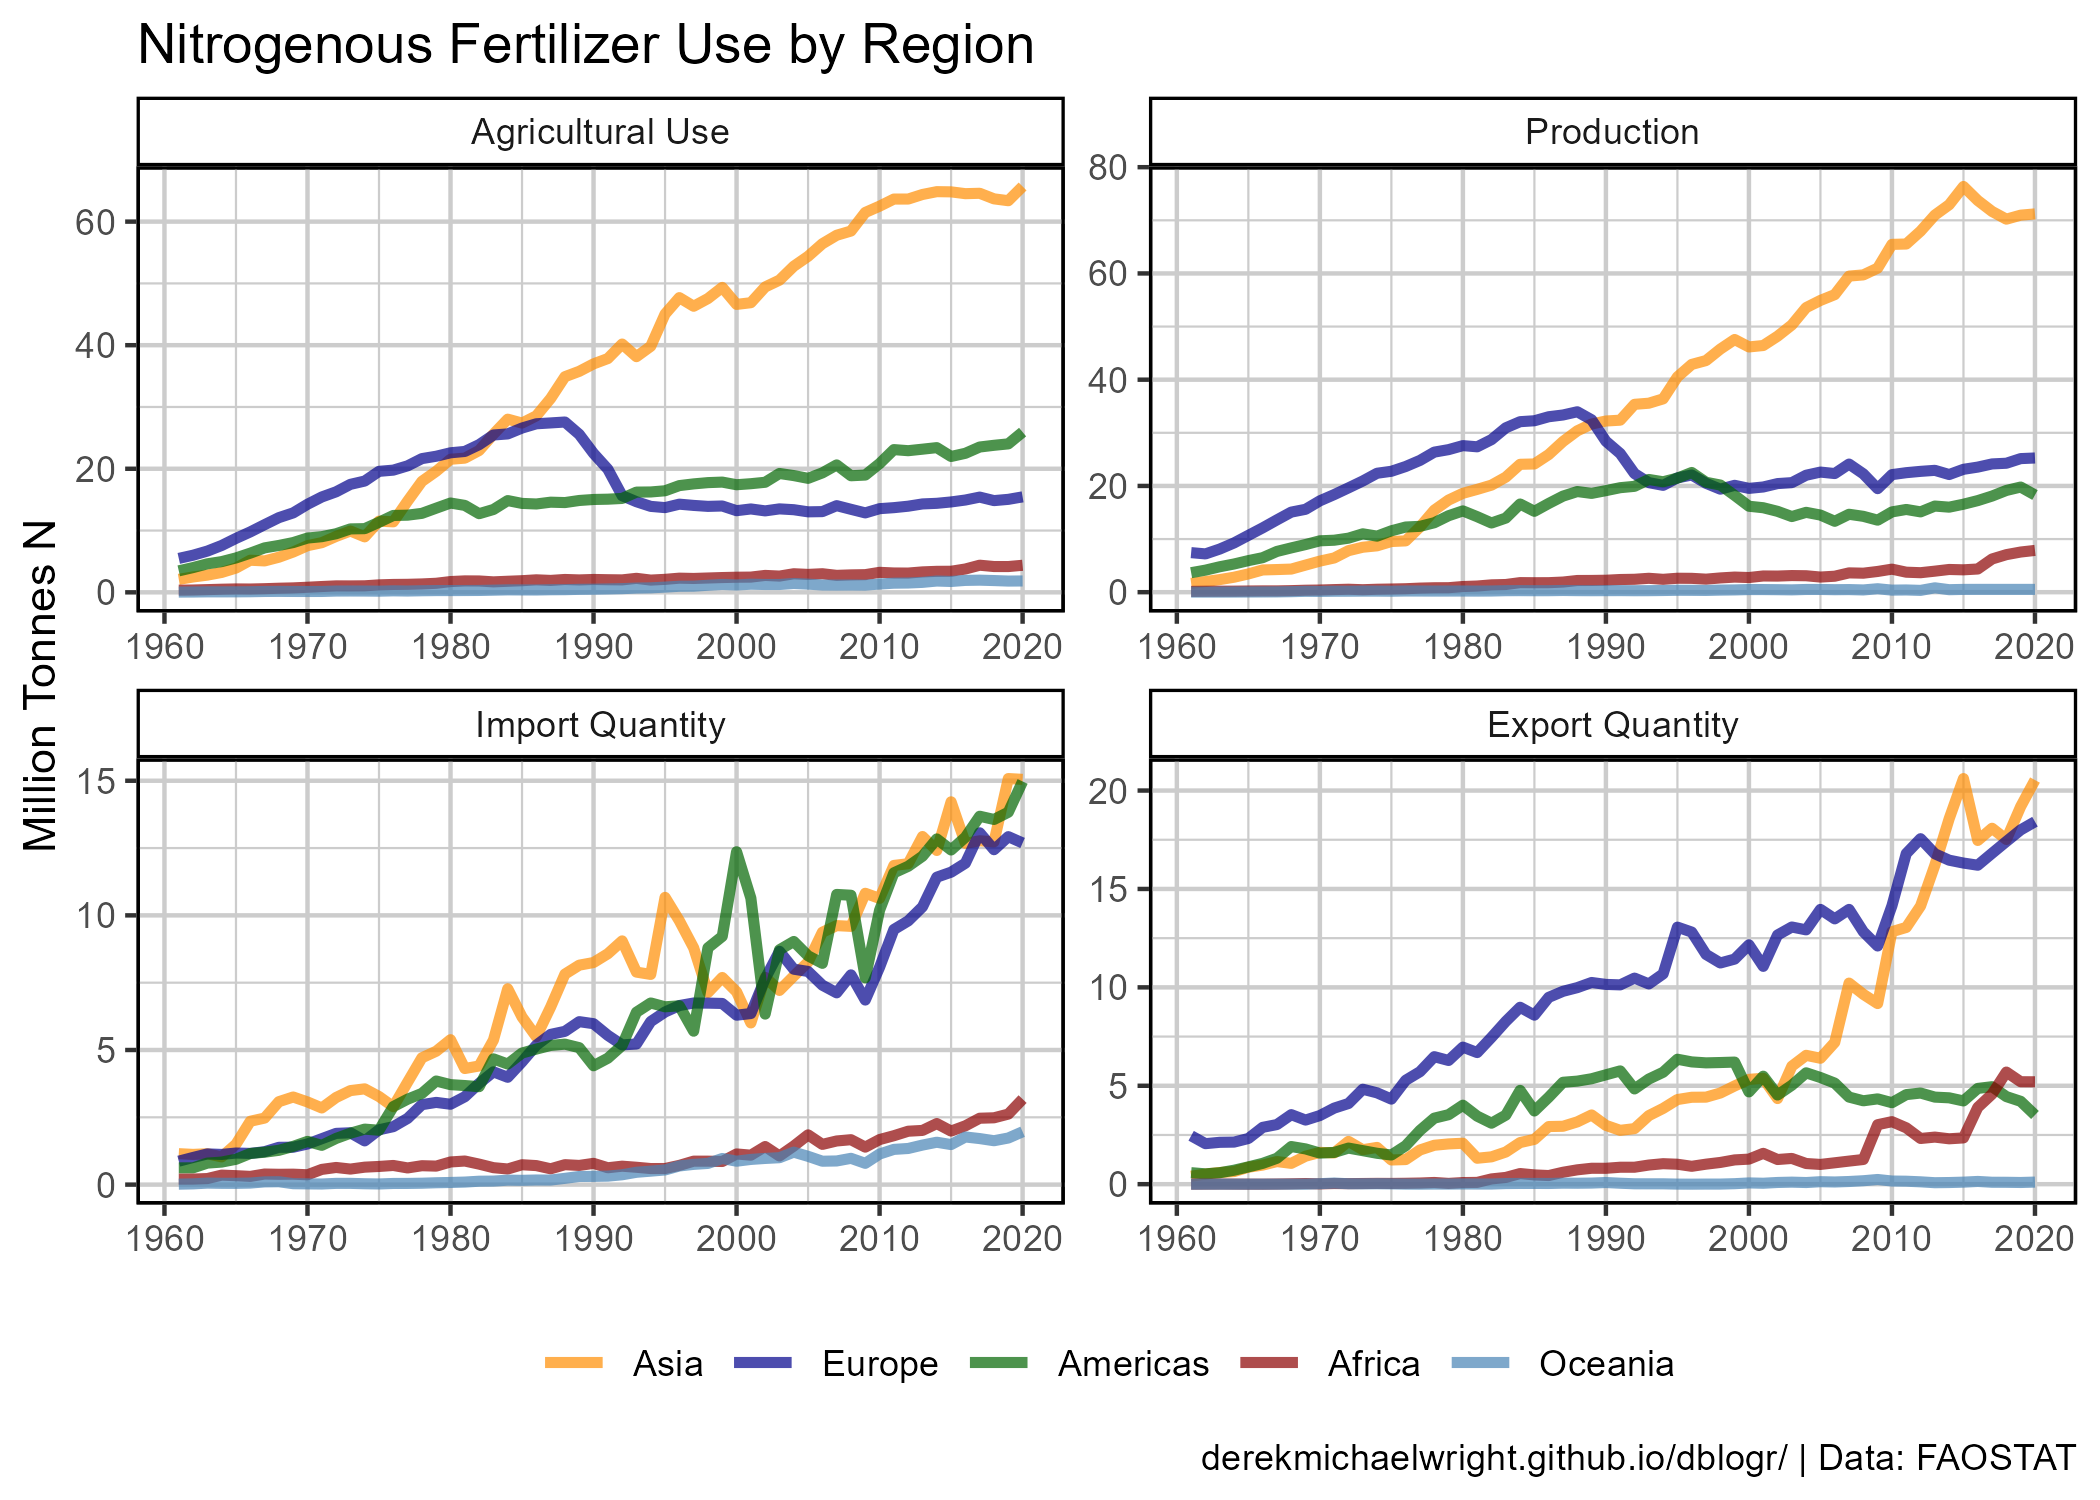 Nitrogenous Fertilizer Use by Region
Agricultural Use
Production
60
40
20
0
80
60
40
20
0
1960 1970 1980 1990 2000 2010 2020
1960 1970 1980 1990 2000 2010 2020
Million Tonnes N
Import Quantity
Export Quantity
15
10
5
0
20
15
10
5
0
1960 1970 1980 1990 2000 2010 2020
1960 1970 1980 1990 2000 2010 2020
Asia Europe Americas Africa Oceania
derekmichaelwright.github.io/dblogr/ | Data: FAOSTAT